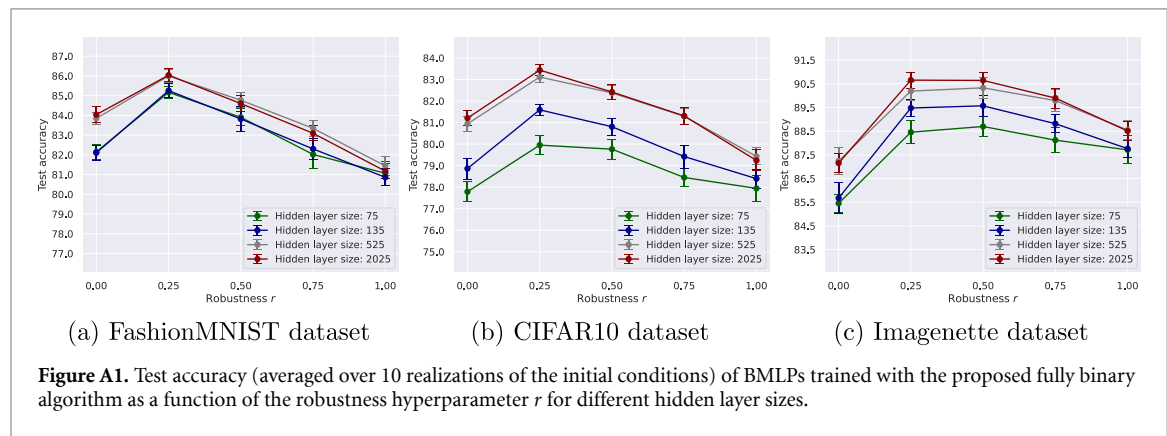 87.0
86.0
85.0
84.0
83.0
82.0
81.0
80.0
79.0
78.0
77.0
Test accuracy
Hidden layer size: 75
Hidden layer size: 135
Hidden layer size: 525
Hidden layer size: 2025
0.00 0.25 0.50 0.75 1.00
Robustness r
(a) FashionMNIST dataset
84.0
83.0
82.0
81.0
80.0
79.0
78.0
77.0
76.0
75.0
Test accuracy
Hidden layer size: 75
Hidden layer size: 135
Hidden layer size: 525
Hidden layer size: 2025
0.00 0.25 0.50 0.75 1.00
Robustness r
(b) CIFAR10 dataset
91.5
90.5
89.5
88.5
87.5
86.5
85.5
84.5
83.5
Test accuracy
Hidden layer size: 75
Hidden layer size: 135
Hidden layer size: 525
Hidden layer size: 2025
0.00 0.25 0.50 0.75 1.00
Robustness r
(c) Imagenette dataset
Figure A1. Test accuracy (averaged over 10 realizations of the initial conditions) of BMLPs trained with the proposed fully binary
algorithm as a function of the robustness hyperparameter r for different hidden layer sizes.